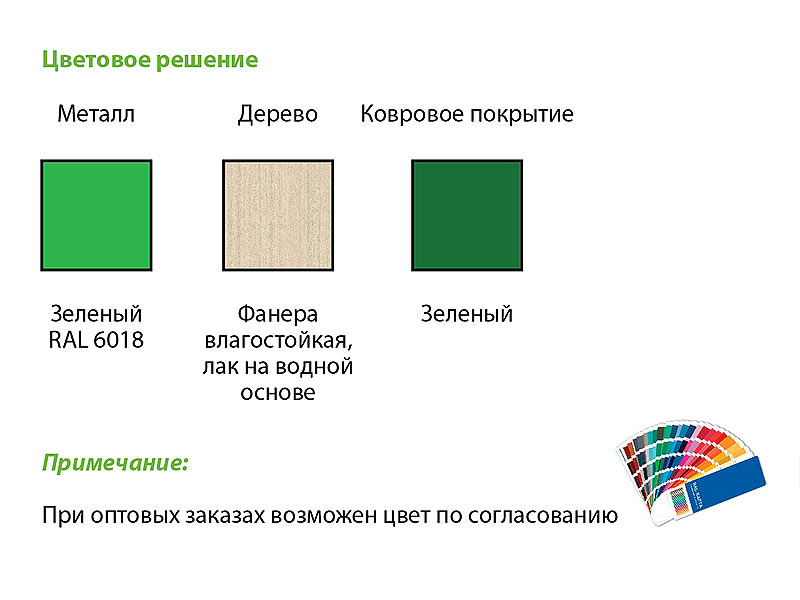 Цветовое решение
Металл Дерево Ковровое покрытие
Зеленый
RAL 6018
Фанера
влагостойкая,
лак на водной
основе
Зеленый
Примечание:
При оптовых заказах возможен цвет по согласованию